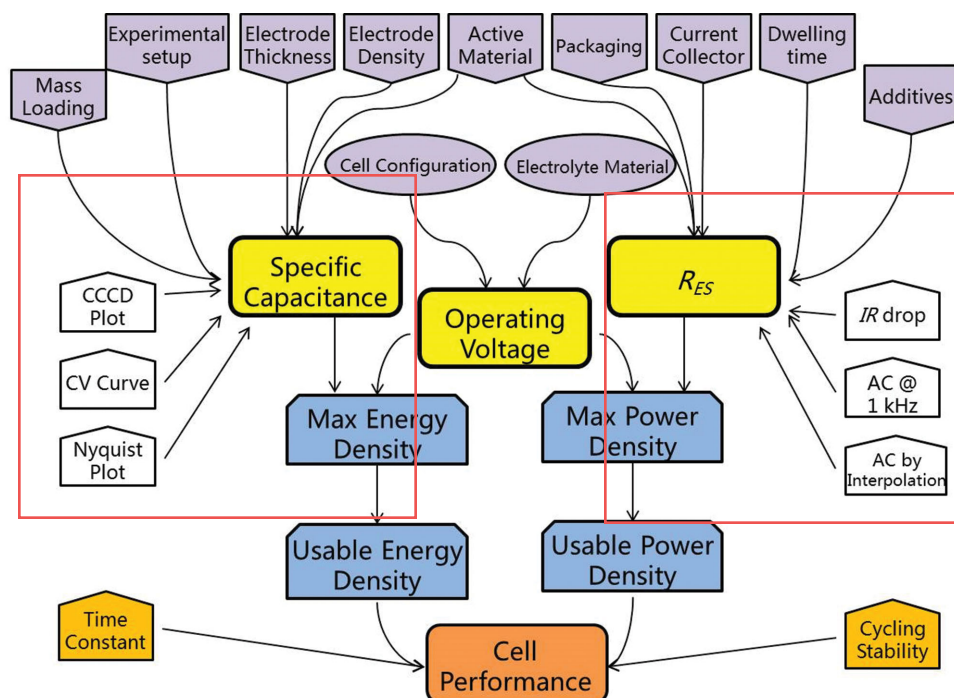 Mass
Loading
Experimental
setup
Electrode
Thickness
Electrode
Density
Active
Material
Packaging
Current
Collector
Dwelling
time
Additives
Cell Configuration
Electrolyte Material
Specific
Capacitance
Operating
Voltage
R_ES
CCCD
Plot
CV Curve
Nyquist
Plot
IR drop
AC @
1 kHz
AC by
Interpolation
Max Energy
Density
Max Power
Density
Usable Energy
Density
Usable Power
Density
Time
Constant
Cell
Performance
Cycling
Stability